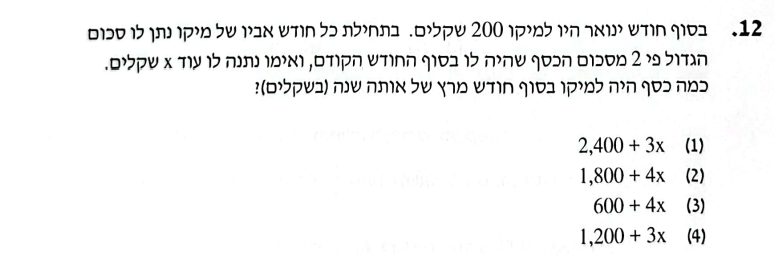 12. בסוף חודש ינואר היו למיקו 200 שקלים. בתחילת כל חודש אביו של מיקו נתן לו סכום
הגדול פי 2 מסכום הכסף שהיה לו בסוף החודש הקודם, ואימו נתנה לו עוד x שקלים.
כמה כסף היה למיקו בסוף חודש מרץ של אותה שנה (בשקלים)?
(1) 2,400 + 3x
(2) 1,800 + 4x
(3) 600 + 4x
(4) 1,200 + 3x